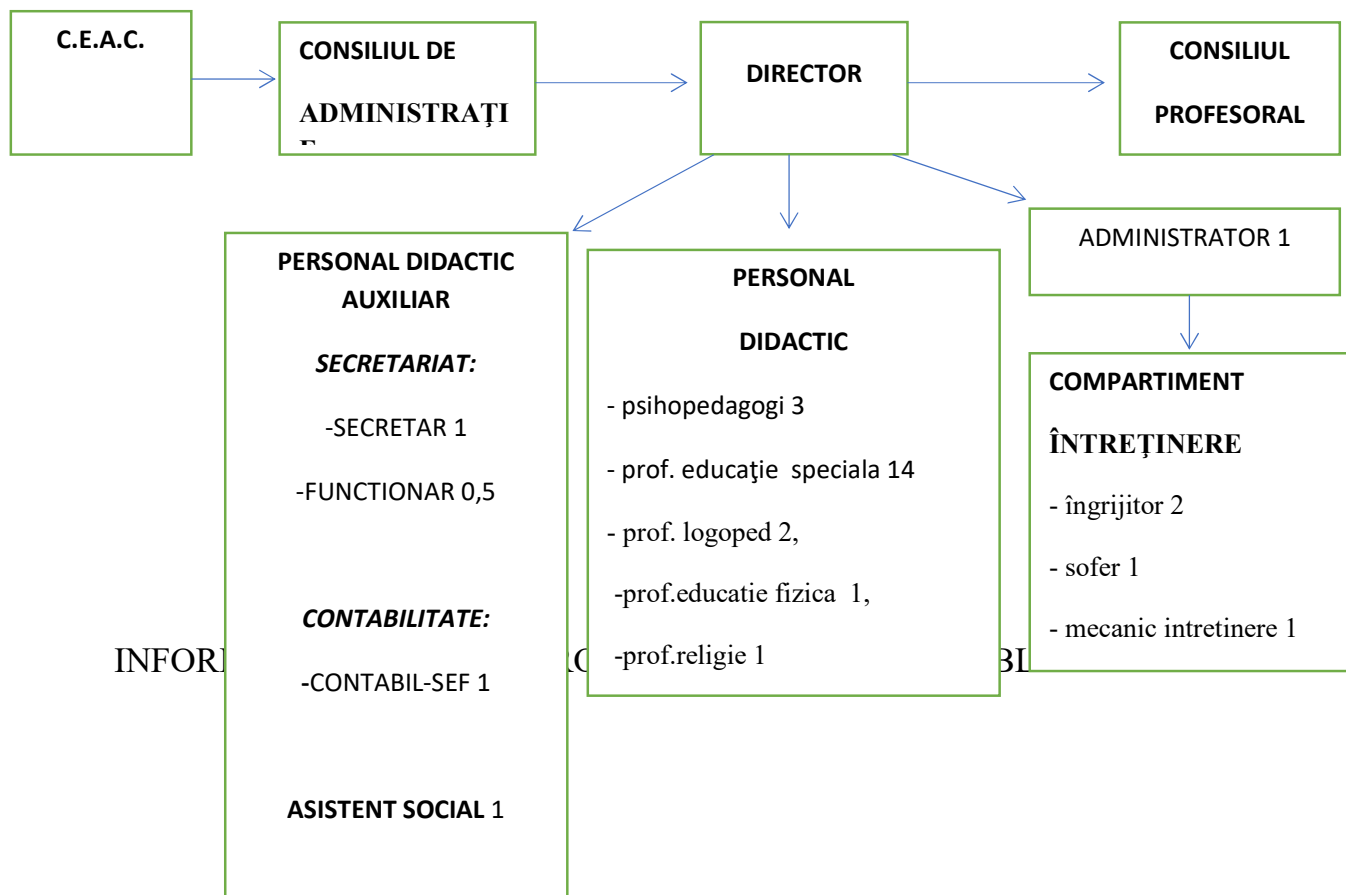 C.E.A.C.
CONSILIUL DE
ADMINISTRAŢI
DIRECTOR
CONSILIUL
PROFESORAL
PERSONAL DIDACTIC
AUXILIAR
SECRETARIAT:
-SECRETAR 1
-FUNCTIONAR 0,5
CONTABILITATE:
-CONTABIL-SEF 1
ASISTENT SOCIAL 1
PERSONAL
DIDACTIC
- psihopedagogi 3
- prof. educaţie speciala 14
- prof. logoped 2,
-prof.educatie fizica 1,
-prof.religie 1
ADMINISTRATOR 1
COMPARTIMENT
ÎNTREŢINERE
- îngrijitor 2
- sofer 1
- mecanic intretinere 1